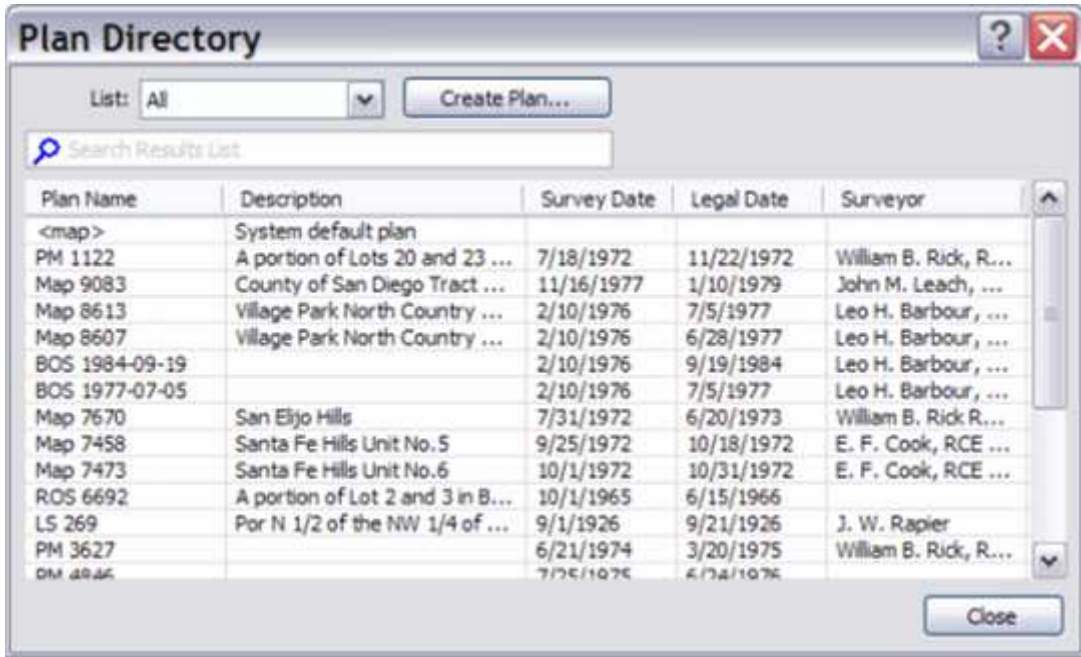 Plan Directory
List: All Create Plan...
Search Results List
Plan Name Description Survey Date Legal Date Surveyor
<map> System default plan
PM 1122 A portion of Lots 20 and 23 ... 7/18/1972 11/22/1972 William B. Rick, R...
Map 9083 County of San Diego Tract ... 11/16/1977 1/10/1979 John M. Leach, ...
Map 8613 Village Park North Country ... 2/10/1976 7/5/1977 Leo H. Barbour, ...
Map 8607 Village Park North Country ... 2/10/1976 6/28/1977 Leo H. Barbour, ...
BOS 1984-09-19 2/10/1976 9/19/1984 Leo H. Barbour, ...
BOS 1977-07-05 2/10/1976 7/5/1977 Leo H. Barbour, ...
Map 7670 San Elijo Hills 7/31/1972 6/20/1973 William B. Rick R...
Map 7458 Santa Fe Hills Unit No.5 9/25/1972 10/18/1972 E. F. Cook, RCE ...
Map 7473 Santa Fe Hills Unit No.6 10/1/1972 10/31/1972 E. F. Cook, RCE ...
ROS 6692 A portion of Lot 2 and 3 in B... 10/1/1965 6/15/1966
LS 269 Por N 1/2 of the NW 1/4 of ... 9/1/1926 9/21/1926 J. W. Rapier
PM 3627 6/21/1974 3/20/1975 William B. Rick, R...
PM 4846 7/25/1975 6/24/1976
Close